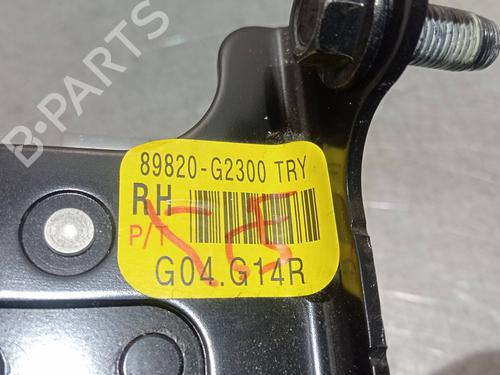 B-PARTS
89820-G2300 TRY
RH
P/T
G04.G14R